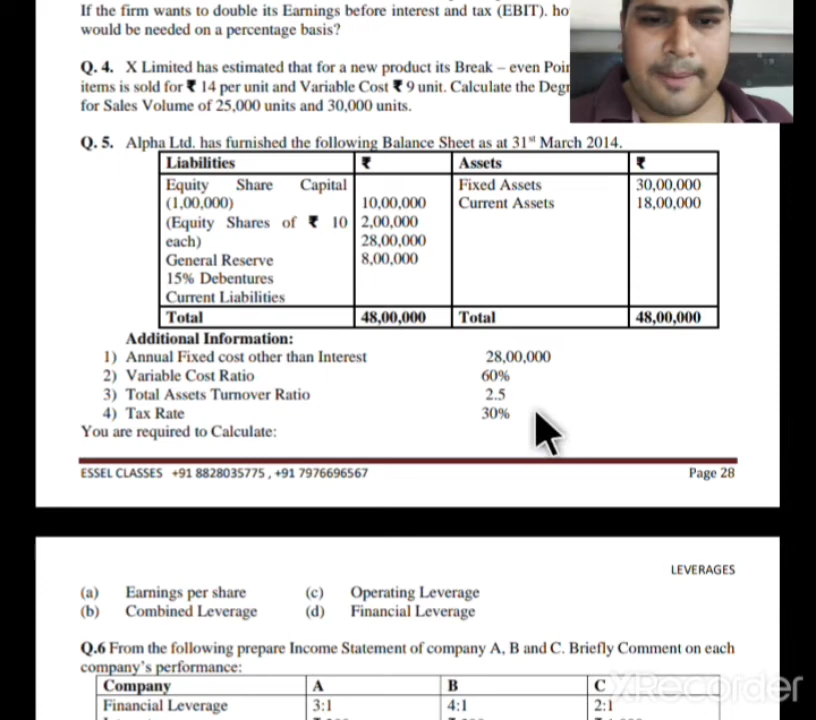 If the firm wants to double its Earnings before interest and tax (EBIT). ho
would be needed on a percentage basis?
Q. 4. X Limited has estimated that for a new product its Break – even Poin
items is sold for ₹ 14 per unit and Variable Cost ₹ 9 unit. Calculate the Degr
for Sales Volume of 25,000 units and 30,000 units.
Q. 5. Alpha Ltd. has furnished the following Balance Sheet as at 31st March 2014.
Liabilities ₹ Assets ₹
Equity Share Capital Fixed Assets 30,00,000
(1,00,000) 10,00,000 Current Assets 18,00,000
(Equity Shares of ₹ 10 2,00,000
each) 28,00,000
General Reserve 8,00,000
15% Debentures
Current Liabilities
Total 48,00,000 Total 48,00,000
Additional Information:
1) Annual Fixed cost other than Interest 28,00,000
2) Variable Cost Ratio 60%
3) Total Assets Turnover Ratio 2.5
4) Tax Rate 30%
You are required to Calculate:
ESSEL CLASSES +91 8828035775 , +91 7976696567 Page 28
LEVERAGES
(a) Earnings per share (c) Operating Leverage
(b) Combined Leverage (d) Financial Leverage
Q.6 From the following prepare Income Statement of company A, B and C. Briefly Comment on each
company's performance:
Company A B C
Financial Leverage 3:1 4:1 2:1
XRecorder